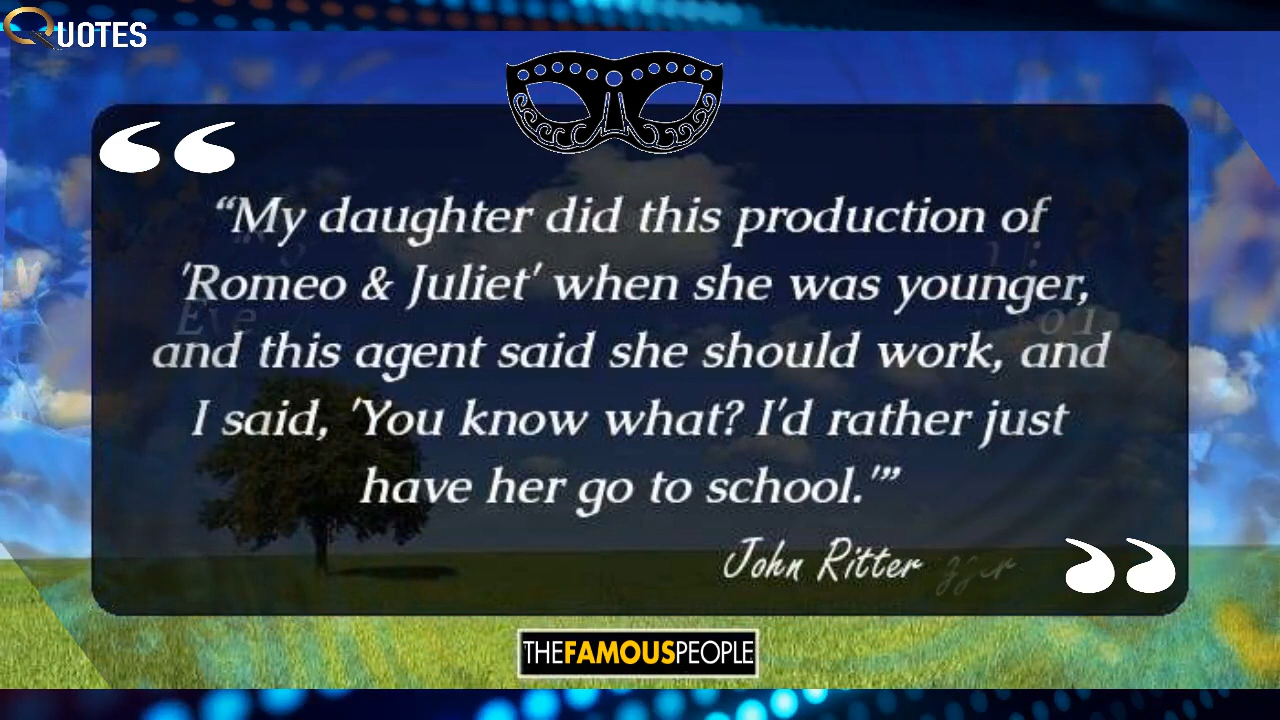 QUOTES
“My daughter did this production of
'Romeo & Juliet' when she was younger,
and this agent said she should work, and
I said, 'You know what? I'd rather just
have her go to school.'”
John Ritter
THEFAMOUSPEOPLE